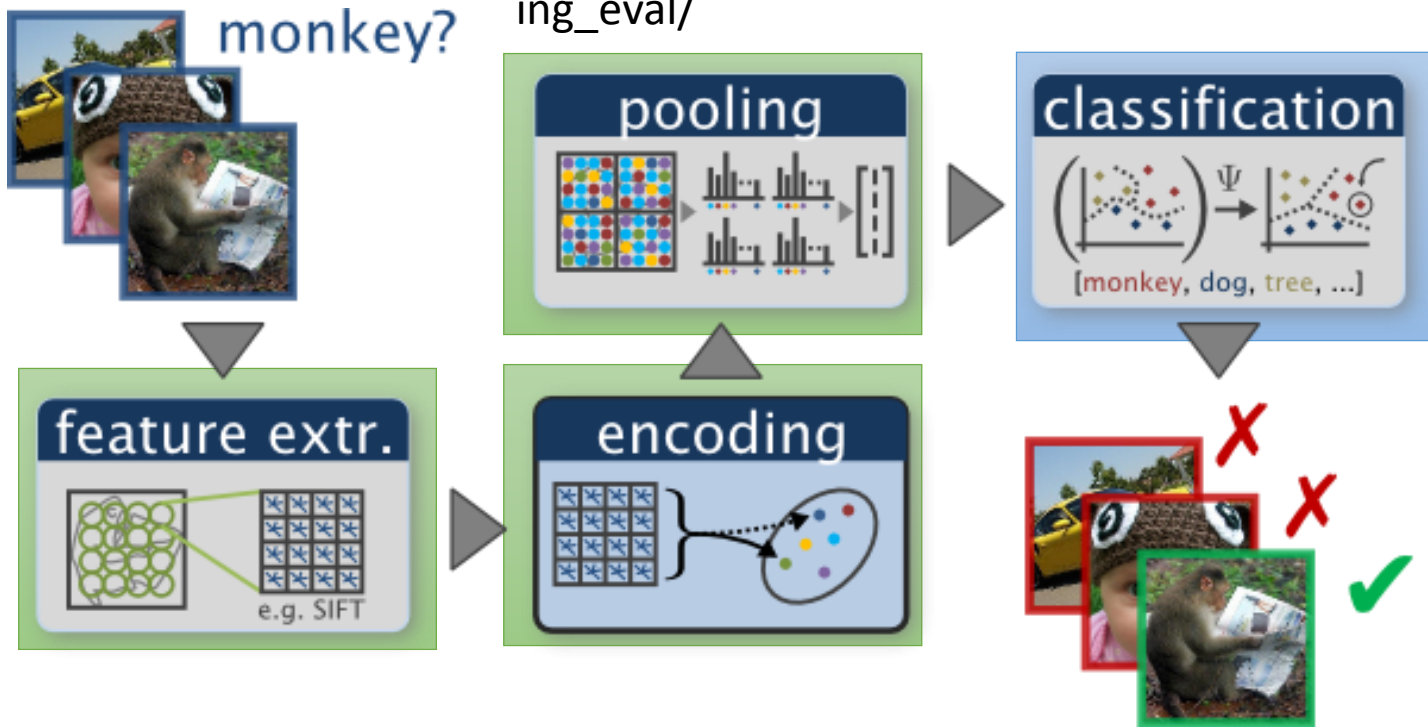 monkey?
ing_eval/
pooling
classification
Ψ
[monkey, dog, tree, ...]
feature extr.
e.g. SIFT
encoding